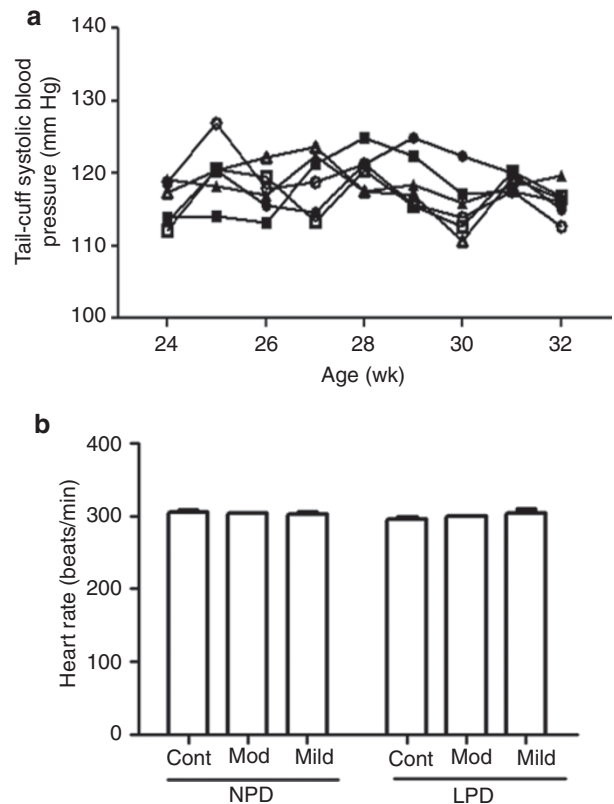 a
Tail-cuff systolic blood
pressure (mm Hg)
140
130
120
110
100
24 26 28 30 32
Age (wk)
b
Heart rate (beats/min)
400
300
200
100
0
Cont Mod Mild Cont Mod Mild
NPD LPD